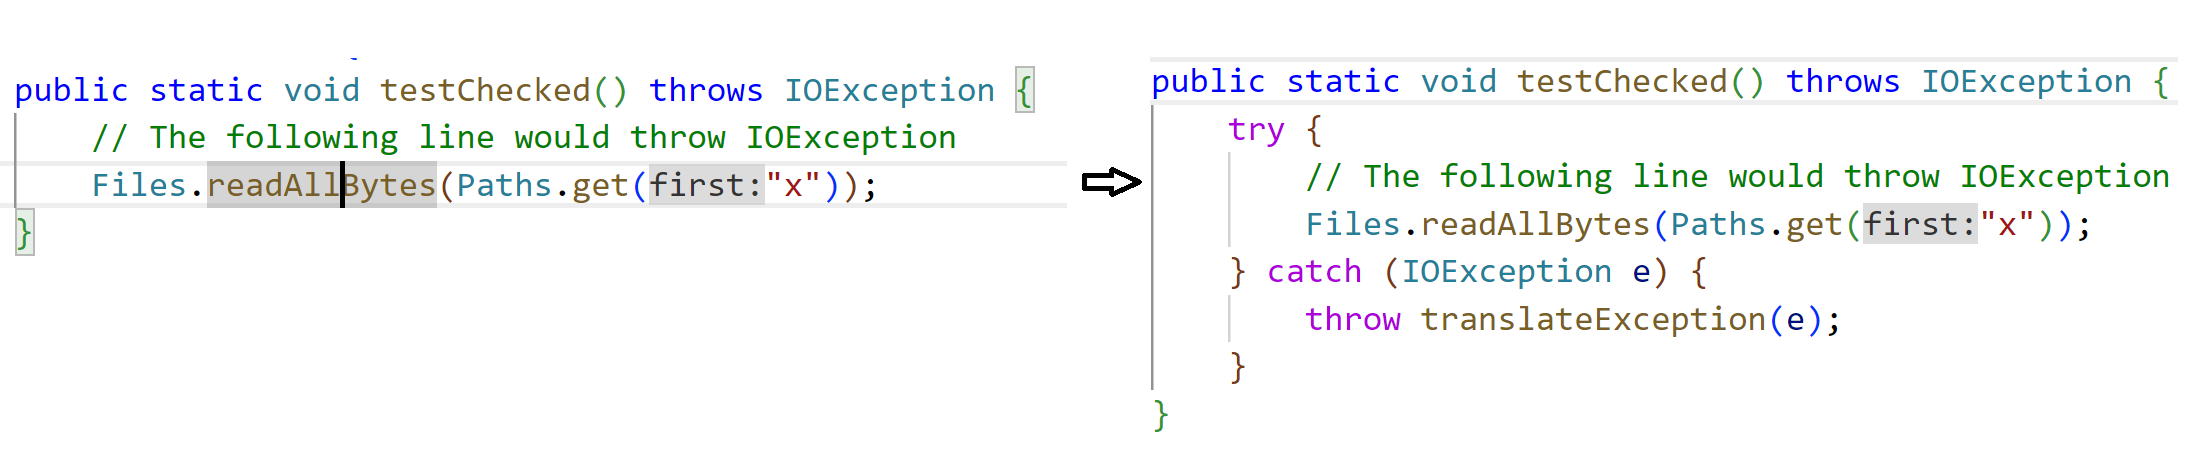 public static void testChecked() throws IOException {
    // The following line would throw IOException
    Files.readAllBytes(Paths.get(first:"x"));
}
public static void testChecked() throws IOException {
    try {
        // The following line would throw IOException
        Files.readAllBytes(Paths.get(first:"x"));
    } catch (IOException e) {
        throw translateException(e);
    }
}